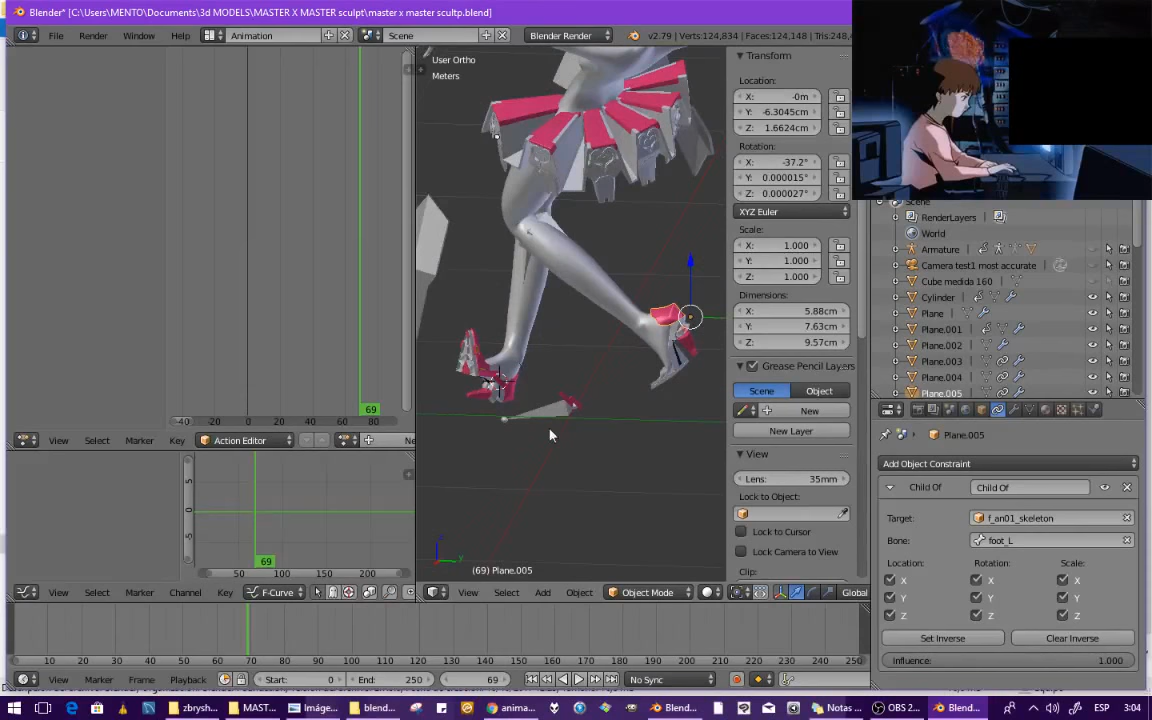 Blender* [C:\Users\MENTO\Documents\3d MODELS\MASTER X MASTER sculpt\master x master scultp.blend]
File Render Window Help Animation Scene Blender Render v2.79 | Verts:124,834 | Faces:124,148 | Tris:248,
User Ortho
Meters
(69) Plane.005
-40 0 20 40 60 69
View Select Marker Key Action Editor
5
0
-5
69
50 100 150 200
View Select Marker Channel Key F-Curve
View Select Add Object Object Mode Global
Transform
Location:
X: -0m
Y: -6.3045cm
Z: 1.6624cm
Rotation:
X: -37.2°
Y: 0.000015°
Z: 0.000027°
XYZ Euler
Scale:
X: 1.000
Y: 1.000
Z: 1.000
Dimensions:
X: 5.88cm
Y: 7.63cm
Z: 9.57cm
Grease Pencil Layers
Scene Object
New
New Layer
View
Lens: 35mm
Lock to Object:
Lock to Cursor
Lock Camera to View
Clip:
Scene
RenderLayers
World
Armature
Camera test1 most accurate
Cube medida 160
Cylinder
Plane
Plane.001
Plane.002
Plane.003
Plane.004
Plane.005
Plane.005
Add Object Constraint
Child Of Child Of
Target: f_an01_skeleton
Bone: foot_L
Location: Rotation: Scale:
X X X
Y Y Y
Z Z Z
Set Inverse Clear Inverse
Influence: 1.000
10 20 30 40 50 60 70 80 90 100 110 120 130 140 150 160 170 180 190 200 210 220 230 240 250
View Marker Frame Playback Start: 0 End: 250 69 No Sync
zbrysh... MAST... Imáge... blend... anima... Blend... Notas ... OBS 2... Blend... ESP 3:04